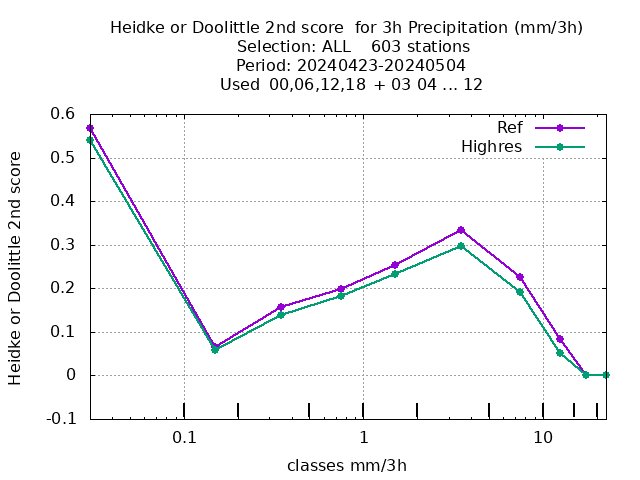 Heidke or Doolittle 2nd score  for 3h Precipitation (mm/3h)
Selection: ALL    603 stations
Period: 20240423-20240504
Used  00,06,12,18  + 03 04 ... 12
Ref
Highres
0.6
0.5
0.4
0.3
0.2
0.1
0
-0.1
Heidke or Doolittle 2nd score
0.1 1 10
classes mm/3h